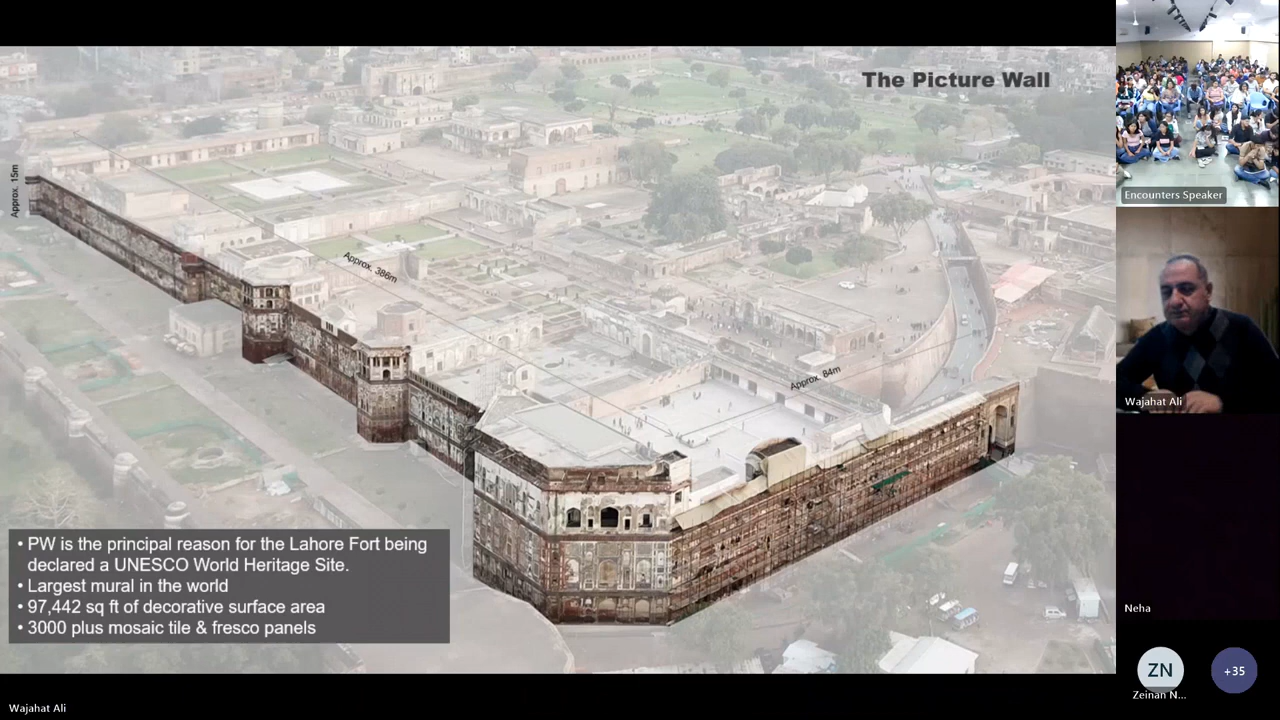 The Picture Wall
Approx. 15m
Approx. 386m
Approx. 84m
• PW is the principal reason for the Lahore Fort being
declared a UNESCO World Heritage Site.
• Largest mural in the world
• 97,442 sq ft of decorative surface area
• 3000 plus mosaic tile & fresco panels
Wajahat Ali
Encounters Speaker
Wajahat Ali
Neha
ZN
Zeinan N...
+35